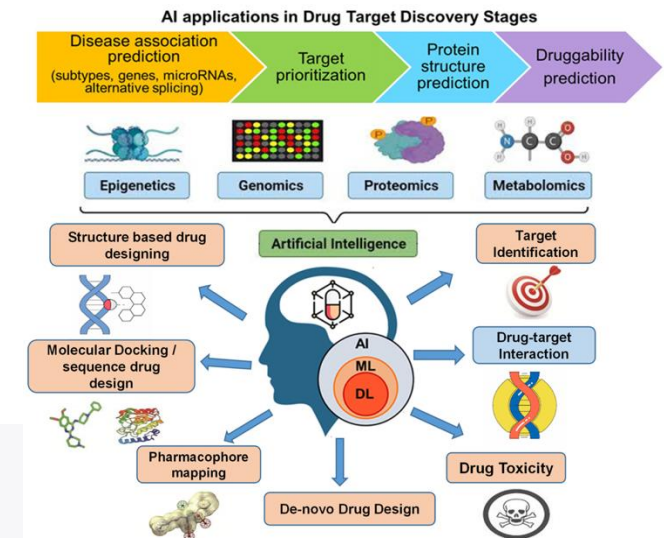 AI applications in Drug Target Discovery Stages
Disease association
prediction
(subtypes, genes, microRNAs,
alternative splicing)
Target
prioritization
Protein
structure
prediction
Druggability
prediction
P
P
H
H
H
N
C
C
O
O
H
Epigenetics
Genomics
Proteomics
Metabolomics
Structure based drug
designing
Artificial Intelligence
Target
Identification
Molecular Docking /
sequence drug
design
AI
ML
DL
Drug-target
Interaction
Pharmacophore
mapping
De-novo Drug Design
Drug Toxicity